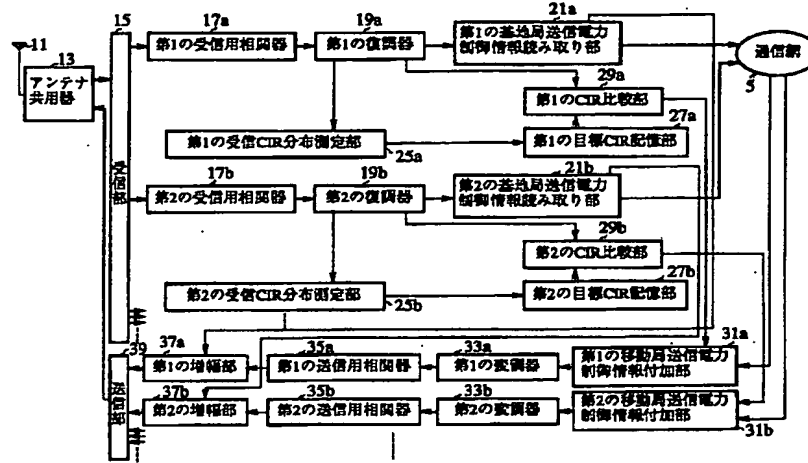 11
13
アンテナ
共用器
15
受信部
17a
第1の受信用相関器
19a
第1の復調器
21a
第1の基地局送信電力
制御情報読み取り部
通信網
5
29a
第1のCIR比較部
27a
第1の受信CIR分布測定部
25a
第1の目標CIR記憶部
17b
第2の受信用相関器
19b
第2の復調器
21b
第2の基地局送信電力
制御情報読み取り部
29b
第2のCIR比較部
27b
第2の受信CIR分布測定部
25b
第2の目標CIR記憶部
39
送信部
37a
第1の増幅部
35a
第1の送信用相関器
33a
第1の変調器
31a
第1の移動局送信電力
制御情報付加部
37b
第2の増幅部
35b
第2の送信用相関器
33b
第2の変調器
第2の移動局送信電力
制御情報付加部
31b